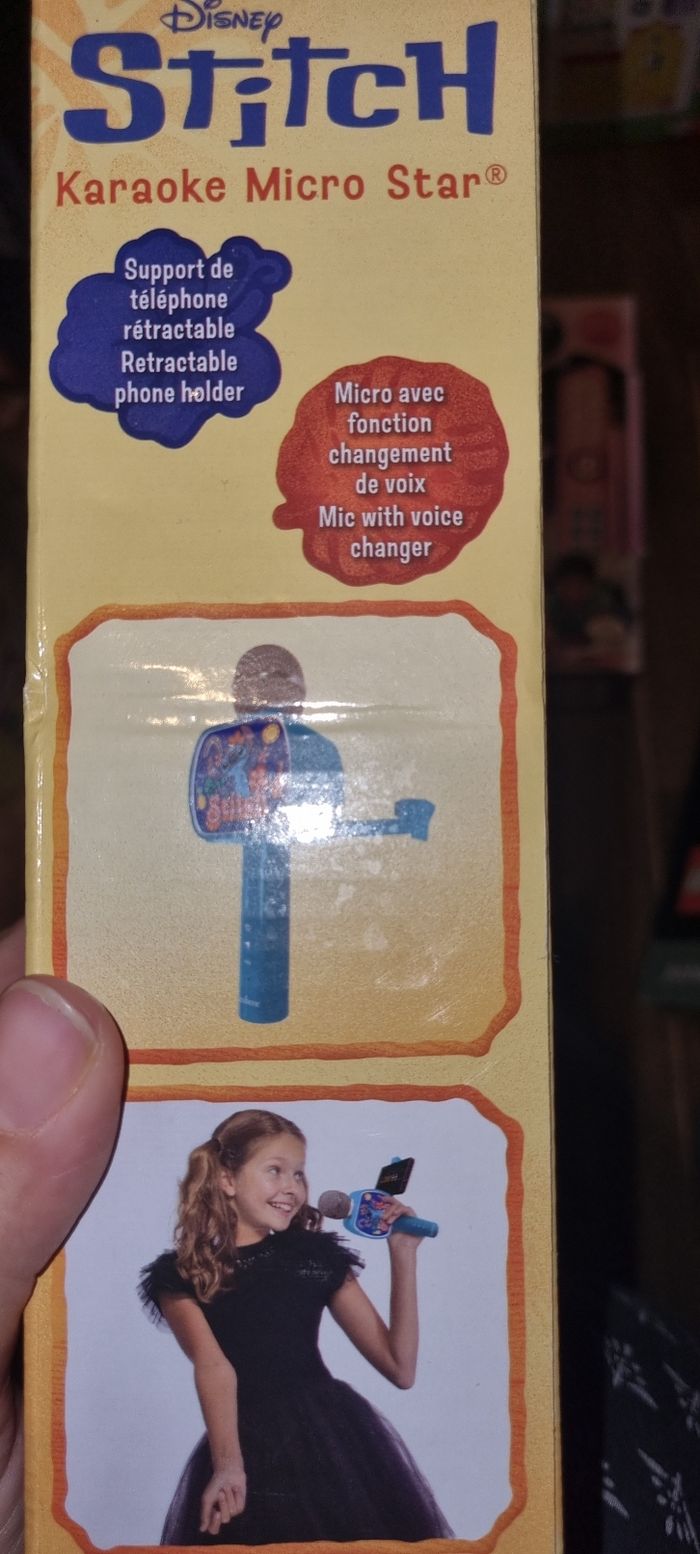 Disney
Stitch
Karaoke Micro Star®
Support de
téléphone
rétractable
Retractable
phone holder
Micro avec
fonction
changement
de voix
Mic with voice
changer
Stitch